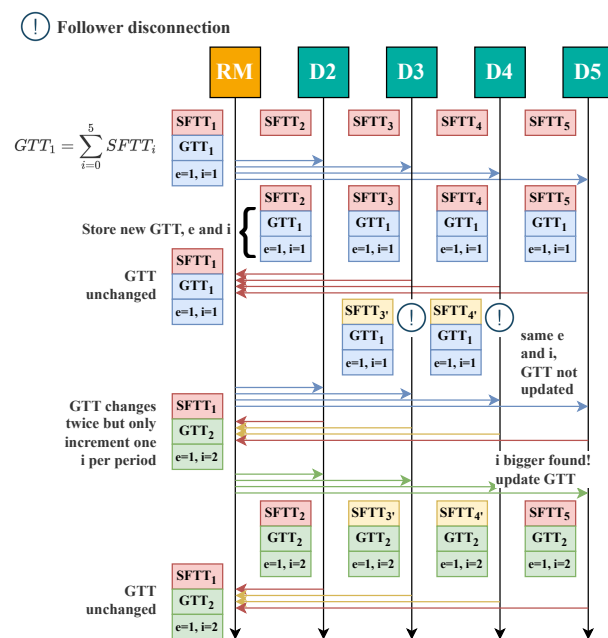 ! Follower disconnection
RM D2 D3 D4 D5
SFTT1 SFTT2 SFTT3 SFTT4 SFTT5
GTT1 = 5 ∑ i=0 SFTTi
GTT1
e=1, i=1
SFTT2 SFTT3 SFTT4 SFTT5
GTT1 GTT1 GTT1 GTT1
Store new GTT, e and i
e=1, i=1 e=1, i=1 e=1, i=1 e=1, i=1
SFTT1
GTT
unchanged
GTT1
e=1, i=1
SFTT3' ! SFTT4' !
GTT1 GTT1
e=1, i=1 e=1, i=1
same e
and i,
GTT not
updated
GTT changes
twice but only
increment one
i per period
SFTT1
GTT2
e=1, i=2
i bigger found!
update GTT
SFTT2 SFTT3' SFTT4' SFTT5
GTT2 GTT2 GTT2 GTT2
e=1, i=2 e=1, i=2 e=1, i=2 e=1, i=2
SFTT1
GTT
unchanged
GTT2
e=1, i=2